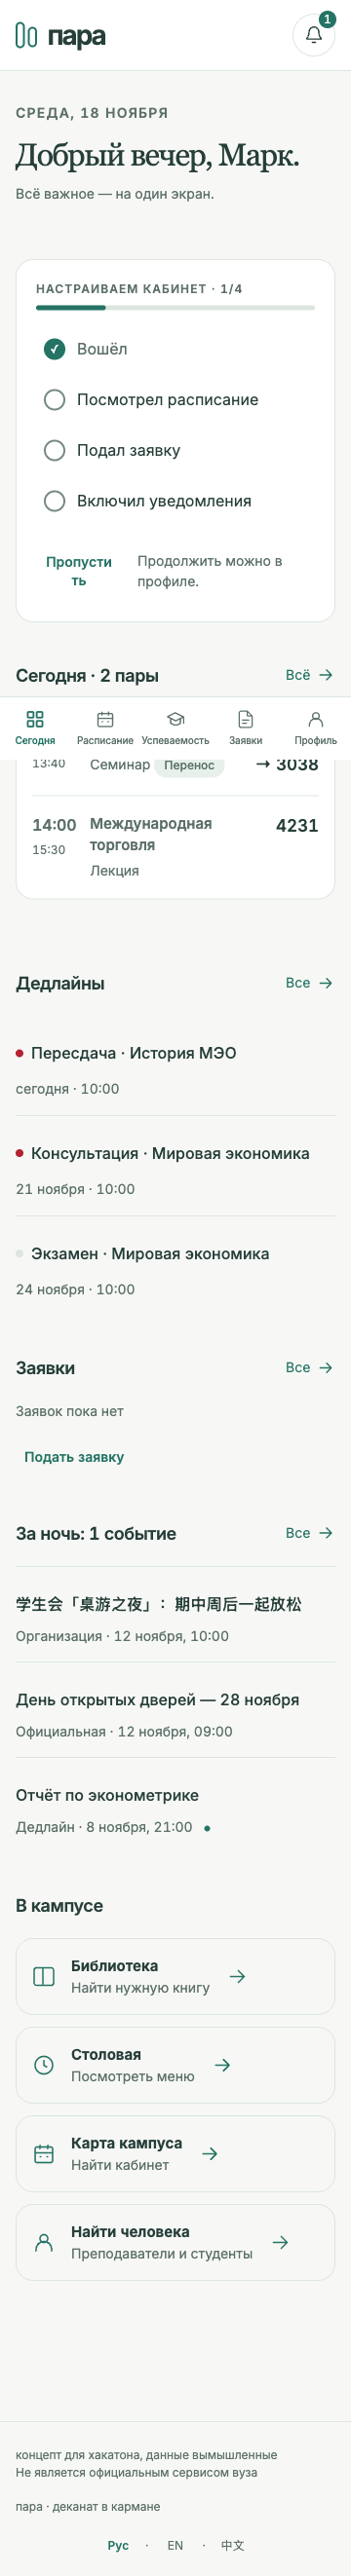 пара
1
СРЕДА, 18 НОЯБРЯ
Добрый вечер, Марк.
Всё важное — на один экран.
НАСТРАИВАЕМ КАБИНЕТ · 1/4
Вошёл
Посмотрел расписание
Подал заявку
Включил уведомления
Пропусти
ть
Продолжить можно в
профиле.
Сегодня · 2 пары
Всё →
Сегодня
Расписание
Успеваемость
Заявки
Профиль
13:40
Семинар
Перенос
→ 3038
14:00
15:30
Международная
торговля
Лекция
4231
Дедлайны
Все →
Пересдача · История МЭО
сегодня · 10:00
Консультация · Мировая экономика
21 ноября · 10:00
Экзамен · Мировая экономика
24 ноября · 10:00
Заявки
Все →
Заявок пока нет
Подать заявку
За ночь: 1 событие
Все →
学生会「桌游之夜」：期中周后一起放松
Организация · 12 ноября, 10:00
День открытых дверей — 28 ноября
Официальная · 12 ноября, 09:00
Отчёт по эконометрике
Дедлайн · 8 ноября, 21:00
В кампусе
Библиотека
Найти нужную книгу
→
Столовая
Посмотреть меню
→
Карта кампуса
Найти кабинет
→
Найти человека
Преподаватели и студенты
→
концепт для хакатона, данные вымышленные
Не является официальным сервисом вуза
пара · деканат в кармане
Рус · EN · 中文